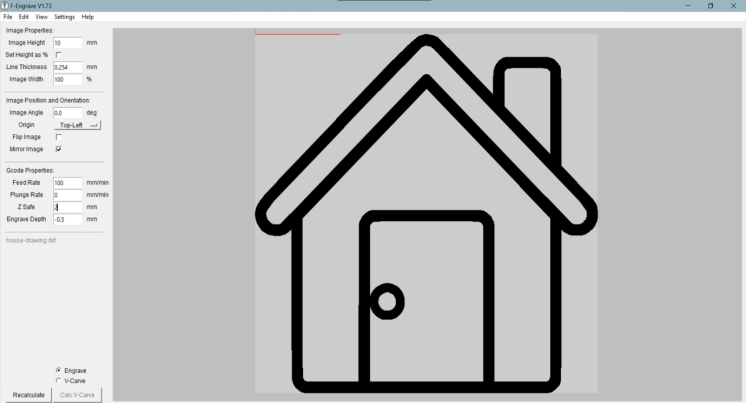 F-Engrave V1.73
File Edit View Settings Help
Image Properties:
Image Height 10 mm
Set Height as %
Line Thickness 0.254 mm
Image Width 100 %
Image Position and Orientation:
Image Angle 0.0 deg
Origin Top-Left
Flip Image
Mirror Image
Gcode Properties:
Feed Rate 100 mm/min
Plunge Rate 0 mm/min
Z Safe 2 mm
Engrave Depth -0.5 mm
house-drawing.dxf
Engrave
V-Carve
Recalculate Calc V-Carve